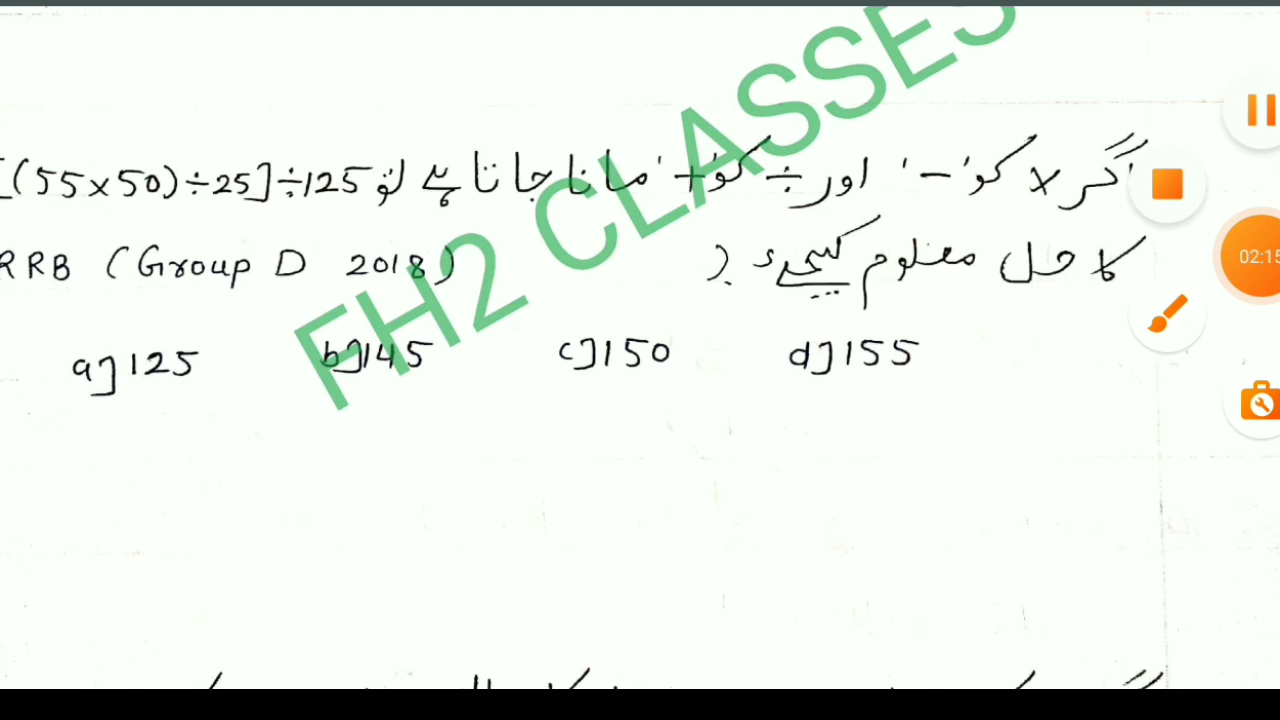 اگر × کو '-' اور ÷ کو '+' مانا جاتا ہے تو [(55×50)÷25]÷125
کا حل معلوم کیجیے۔
RRB (Group D 2018)
a] 125 b] 145 c] 150 d] 155
FH2 CLASSES
02:15